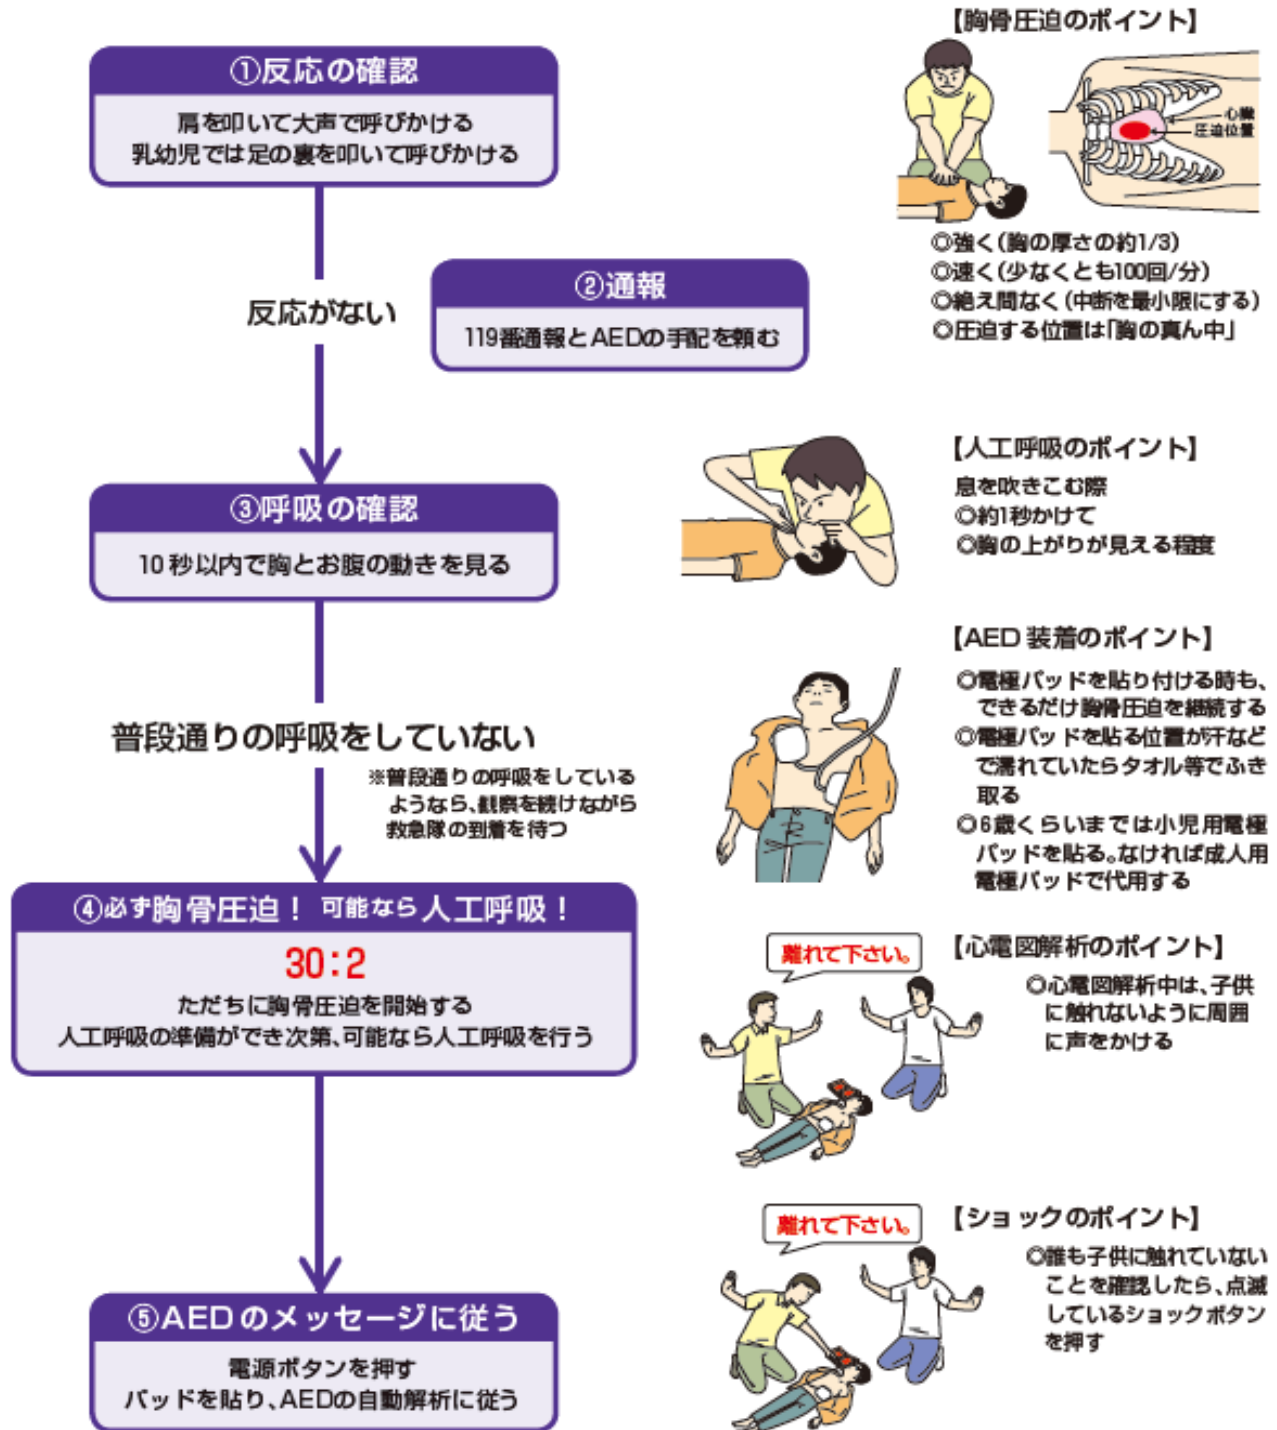 ①反応の確認
肩を叩いて大声で呼びかける
乳幼児では足の裏を叩いて呼びかける
反応がない
②通報
119番通報とAEDの手配を頼む
③呼吸の確認
10秒以内で胸とお腹の動きを見る
普段通りの呼吸をしていない
※普段通りの呼吸をしている
ようなら、観察を続けながら
救急隊の到着を待つ
④必ず胸骨圧迫！ 可能なら人工呼吸！
30：2
ただちに胸骨圧迫を開始する
人工呼吸の準備ができ次第、可能なら人工呼吸を行う
⑤AEDのメッセージに従う
電源ボタンを押す
パッドを貼り、AEDの自動解析に従う
【胸骨圧迫のポイント】
心臓
圧迫位置
◎強く（胸の厚さの約1/3）
◎速く（少なくとも100回/分）
◎絶え間なく（中断を最小限にする）
◎圧迫する位置は「胸の真ん中」
【人工呼吸のポイント】
息を吹きこむ際
◎約1秒かけて
◎胸の上がりが見える程度
【AED 装着のポイント】
◎電極パッドを貼り付ける時も、
できるだけ胸骨圧迫を継続する
◎電極パッドを貼る位置が汗など
で濡れていたらタオル等でふき
取る
◎6歳くらいまでは小児用電極
パッドを貼る。なければ成人用
電極パッドで代用する
離れて下さい。
【心電図解析のポイント】
◎心電図解析中は、子供
に触れないように周囲
に声をかける
離れて下さい。
【ショックのポイント】
◎誰も子供に触れていない
ことを確認したら、点滅
しているショックボタン
を押す